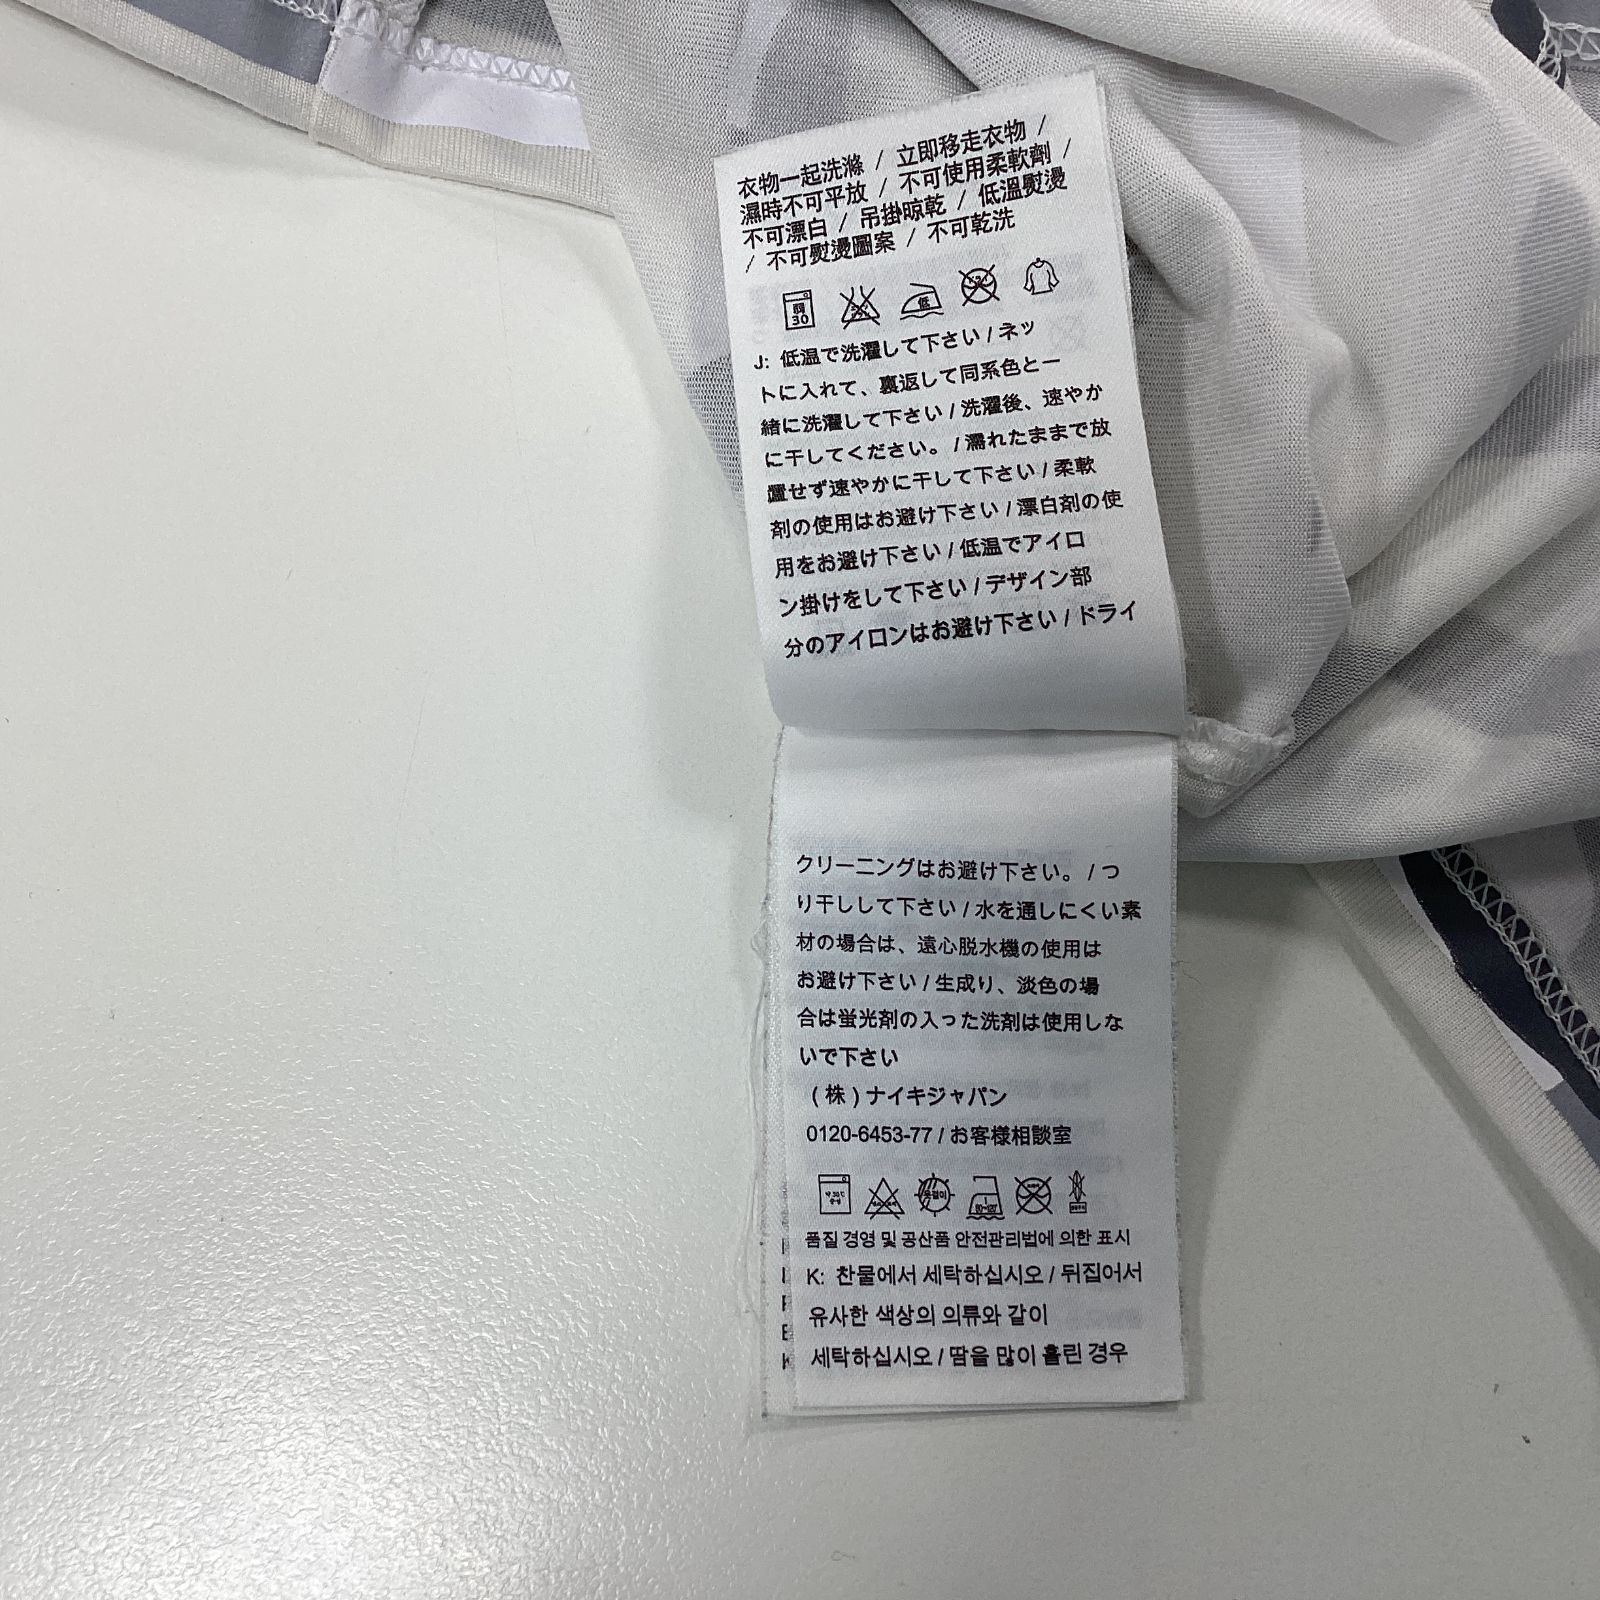 衣物一起洗滌 / 立即移走衣物 /
濕時不可平放 / 不可使用柔軟劑 /
不可漂白 / 吊掛晾乾 / 低溫熨燙
/ 不可熨燙圖案 / 不可乾洗
弱
30
低
J: 低温で洗濯して下さい / ネッ
トに入れて、裏返して同系色と一
緒に洗濯して下さい / 洗濯後、速やか
に干してください。 / 濡れたままで放
置せず速やかに干して下さい / 柔軟
剤の使用はお避け下さい / 漂白剤の使
用をお避け下さい / 低温でアイロ
ン掛けをして下さい / デザイン部
分のアイロンはお避け下さい / ドライ
クリーニングはお避け下さい。 / つ
り干しして下さい / 水を通しにくい素
材の場合は、遠心脱水機の使用は
お避け下さい / 生成り、淡色の場
合は蛍光剤の入った洗剤は使用しな
いで下さい
(株) ナイキジャパン
0120-6453-77 / お客様相談室
품질 경영 및 공산품 안전관리법에 의한 표시
K: 찬물에서 세탁하십시오 / 뒤집어서
유사한 색상의 의류와 같이
세탁하십시오 / 땀을 많이 흘린 경우